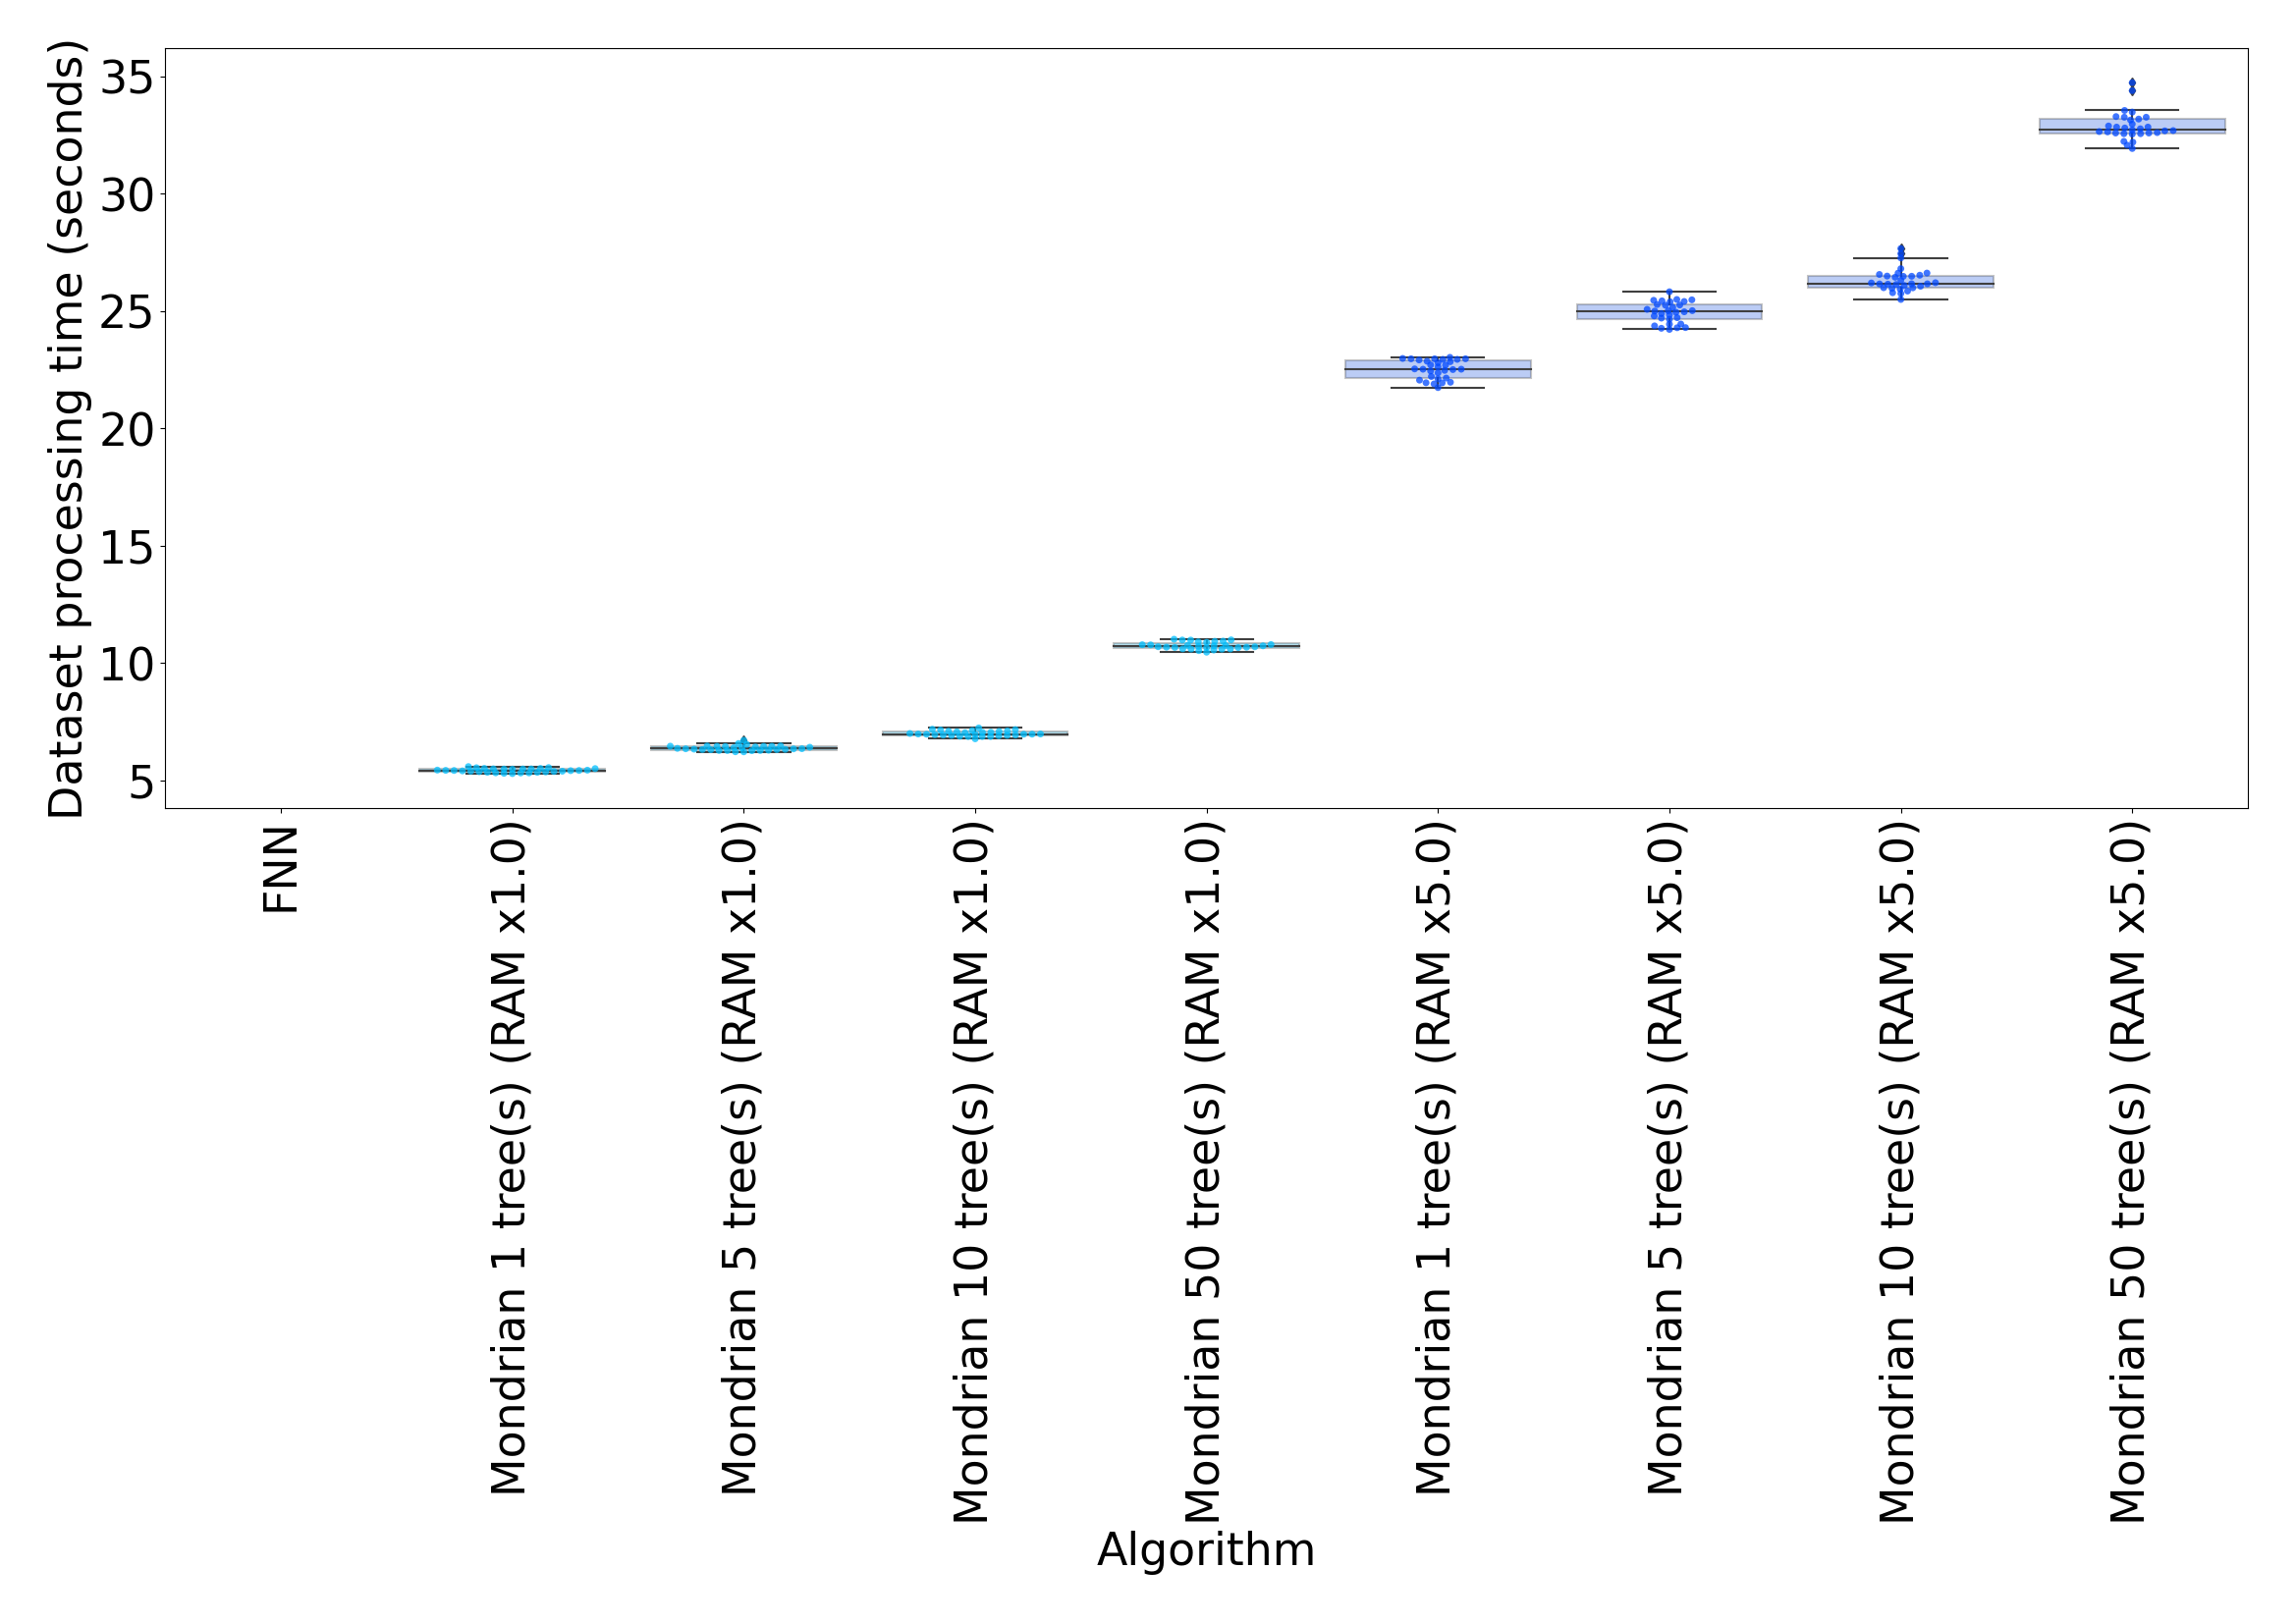 Dataset processing time (seconds)
35
30
25
20
15
10
5
FNN
Mondrian 1 tree(s) (RAM x1.0)
Mondrian 5 tree(s) (RAM x1.0)
Mondrian 10 tree(s) (RAM x1.0)
Mondrian 50 tree(s) (RAM x1.0)
Mondrian 1 tree(s) (RAM x5.0)
Mondrian 5 tree(s) (RAM x5.0)
Mondrian 10 tree(s) (RAM x5.0)
Mondrian 50 tree(s) (RAM x5.0)
Algorithm